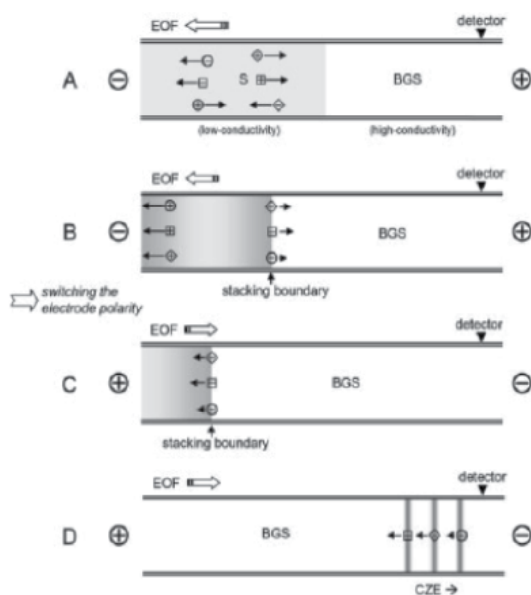 EOF
detector
A
S
BGS
(low-conductivity)
(high-conductivity)
EOF
detector
B
BGS
stacking boundary
switching the
electrode polarity
EOF
detector
C
BGS
stacking boundary
EOF
detector
D
BGS
CZE →